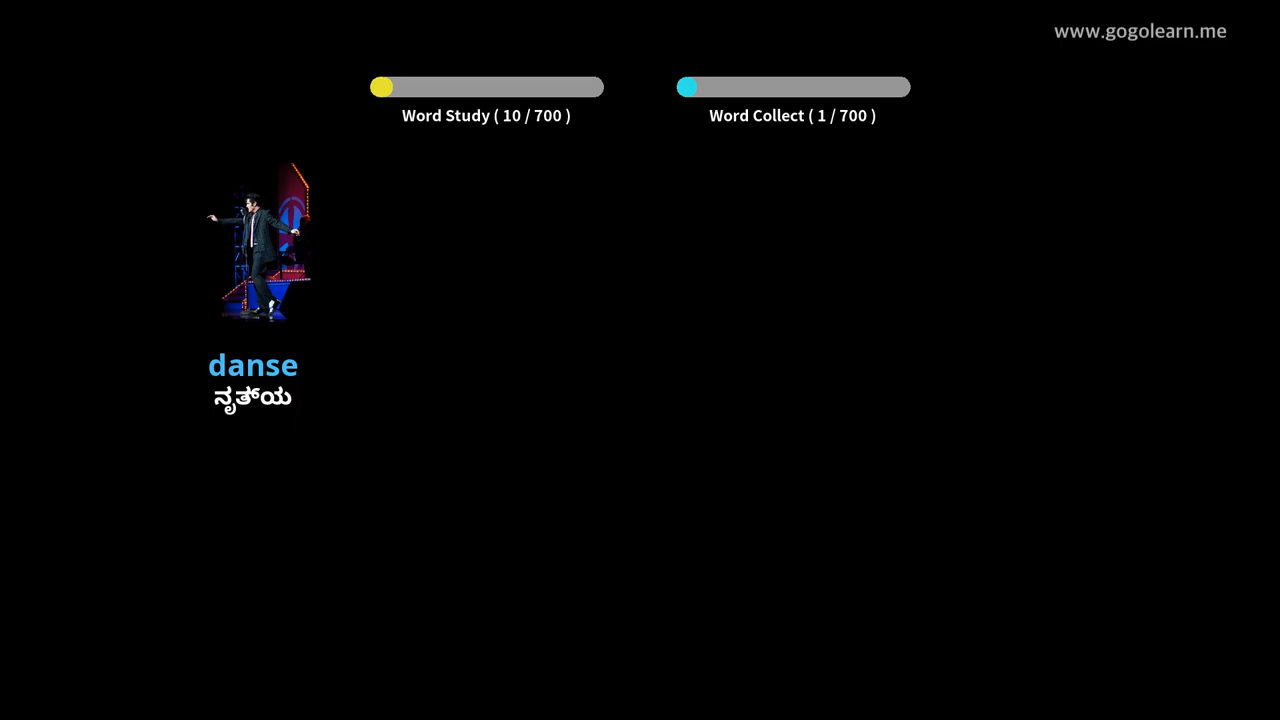 www.gogolearn.me
Word Study ( 10 / 700 )
Word Collect ( 1 / 700 )
danse
ನೃತ್ಯ